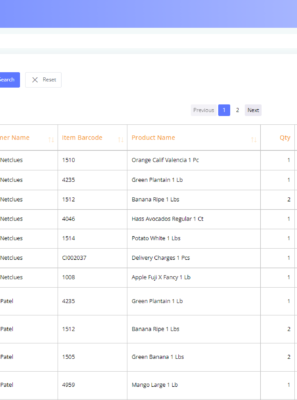 Search × Reset
Previous 1 2 Next
ner Name Item Barcode Product Name Qty
Netclues 1510 Orange Calif Valencia 1 Pc 1
Netclues 4235 Green Plantain 1 Lb 1
Netclues 1512 Banana Ripe 1 Lbs 2
Netclues 4046 Hass Avocados Regular 1 Ct 1
Netclues 1514 Potato White 1 Lbs 1
Netclues CI002037 Delivery Charges 1 Pcs 1
Netclues 1008 Apple Fuji X Fancy 1 Lb 1
Patel 4235 Green Plantain 1 Lb 1
Patel 1512 Banana Ripe 1 Lbs 2
Patel 1505 Green Banana 1 Lbs 2
Patel 4959 Mango Large 1 Lb 1